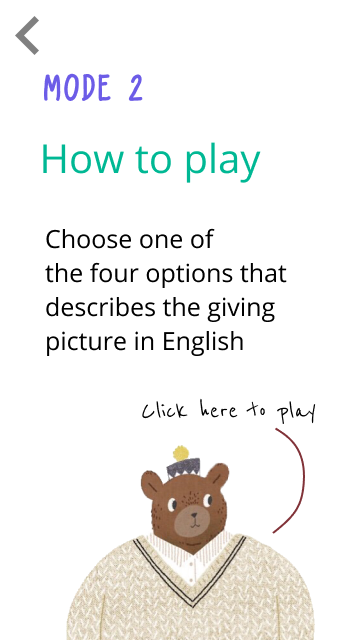 MODE 2
How to play
Choose one of
the four options that
describes the giving
picture in English
Click here to play